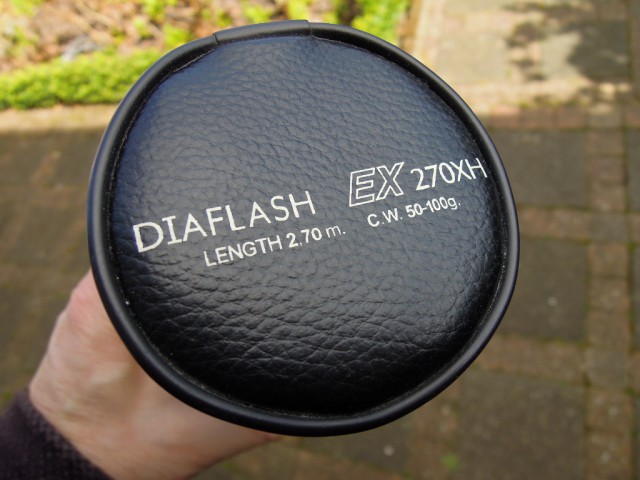 DIAFLASH EX 270XH
LENGTH 2.70 m. C.W. 50-100g.